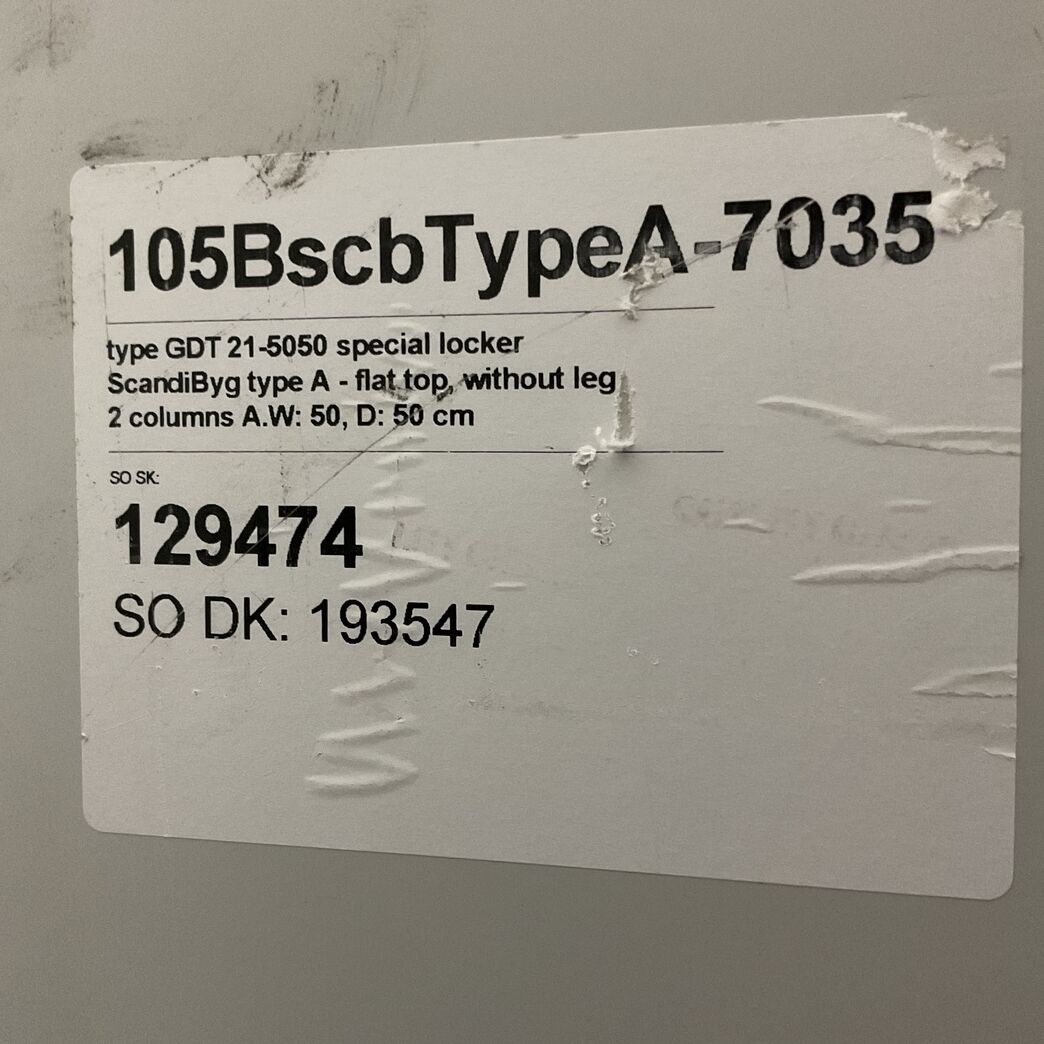 105BscbTypeA-7035
type GDT 21-5050 special locker
ScandiByg type A - flat top, without leg
2 columns A.W: 50, D: 50 cm
SO SK:
129474
SO DK: 193547